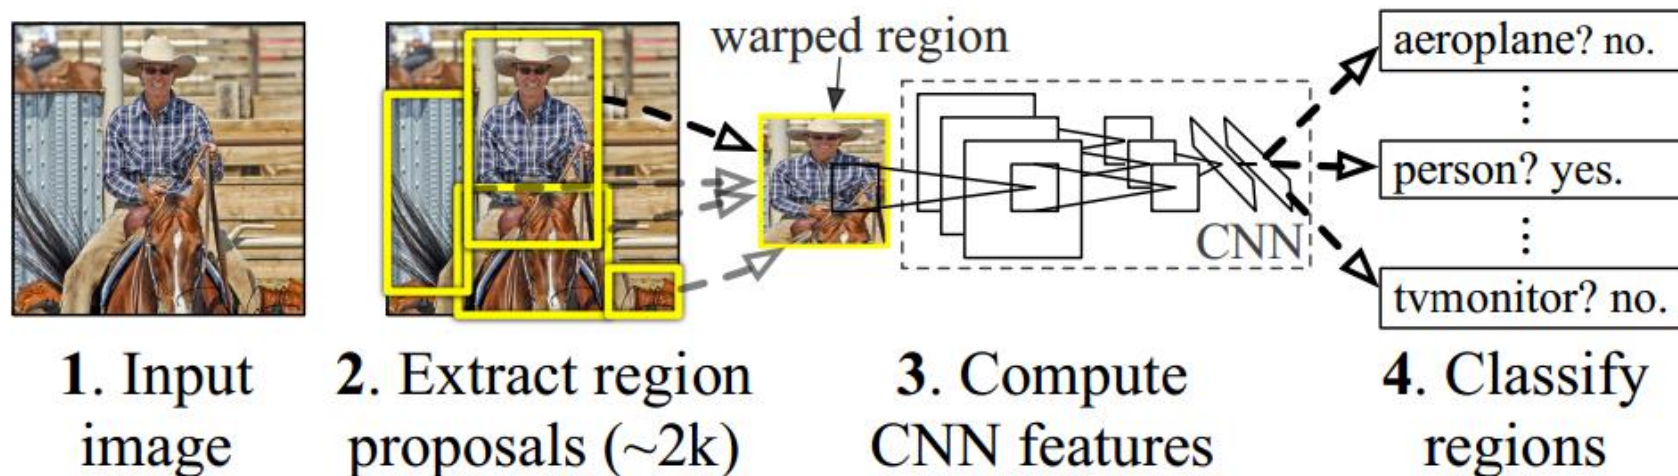 warped region
aeroplane? no.
person? yes.
CNN
tvmonitor? no.
1. Input
image
2. Extract region
proposals (~2k)
3. Compute
CNN features
4. Classify
regions